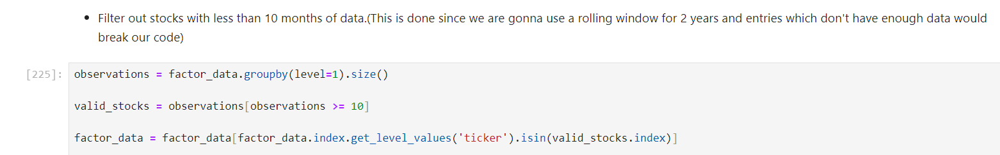 • Filter out stocks with less than 10 months of data.(This is done since we are gonna use a rolling window for 2 years and entries which don't have enough data would
break our code)
[225]: observations = factor_data.groupby(level=1).size()
valid_stocks = observations[observations >= 10]
factor_data = factor_data[factor_data.index.get_level_values('ticker').isin(valid_stocks.index)]